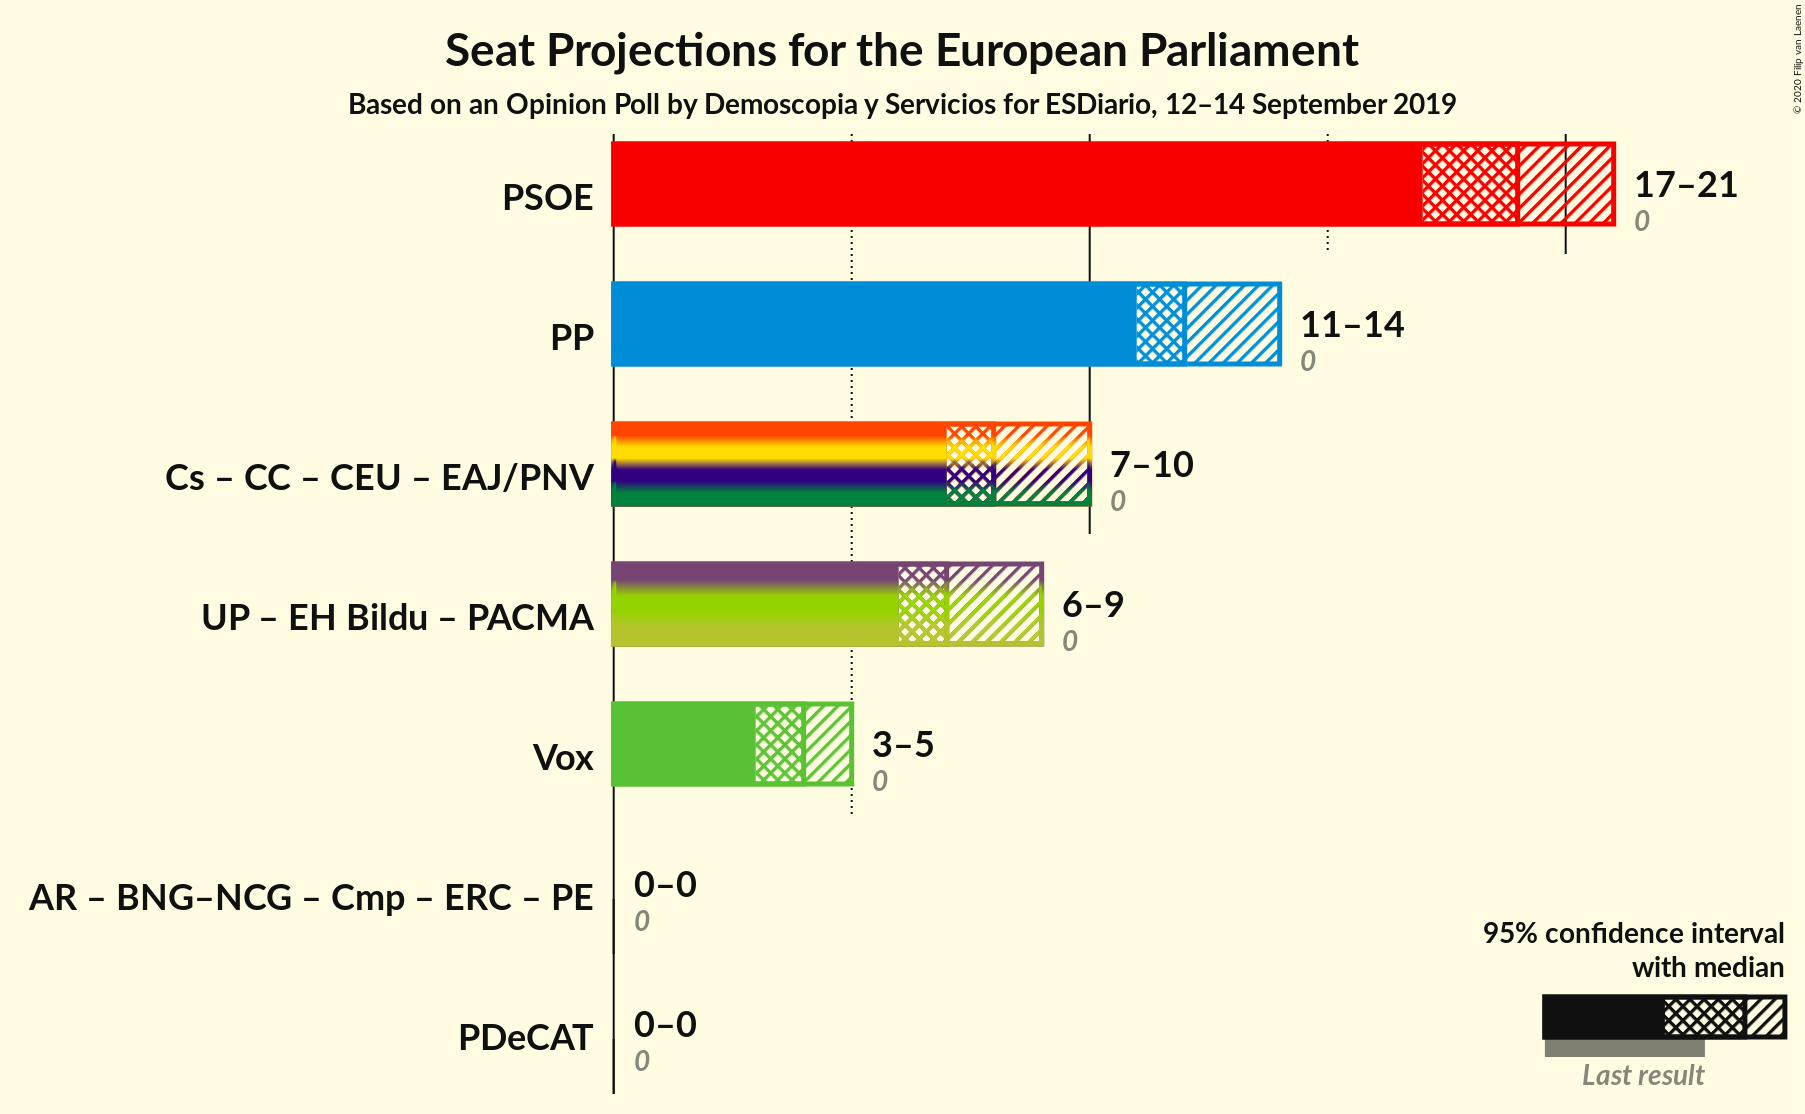 Seat Projections for the European Parliament
Based on an Opinion Poll by Demoscopia y Servicios for ESDiario, 12–14 September 2019
© 2020 Filip van Laenen
PSOE
17–21
0
PP
11–14
0
Cs – CC – CEU – EAJ/PNV
7–10
0
UP – EH Bildu – PACMA
6–9
0
Vox
3–5
0
AR – BNG–NCG – Cmp – ERC – PE
0–0
0
PDeCAT
0–0
0
95% confidence interval
with median
Last result